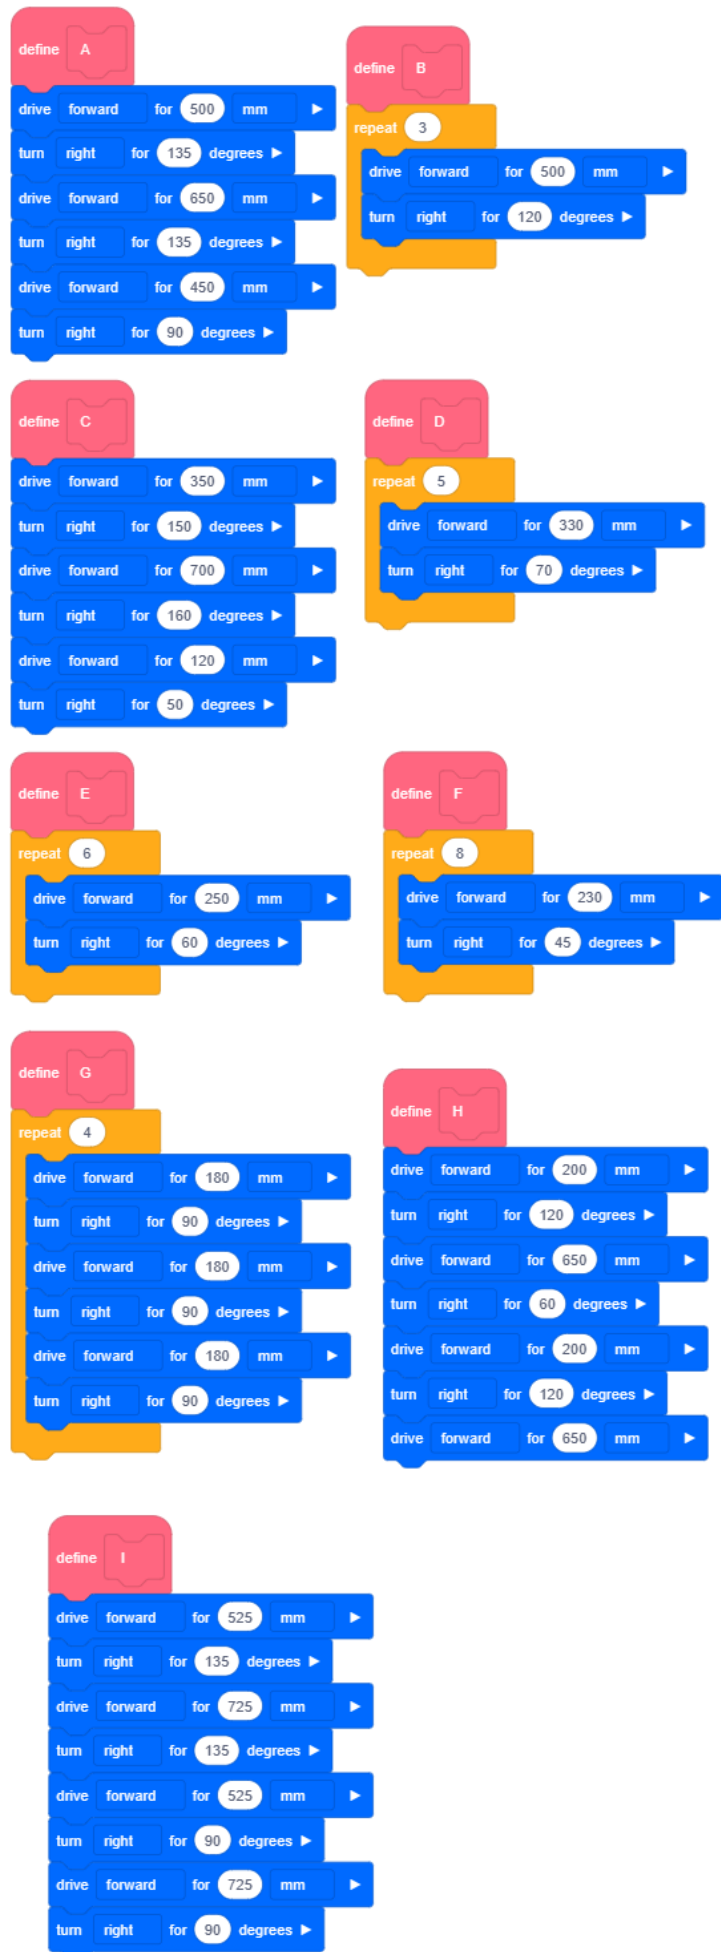 define A
drive forward for 500 mm
turn right for 135 degrees
drive forward for 650 mm
turn right for 135 degrees
drive forward for 450 mm
turn right for 90 degrees
define B
repeat 3
drive forward for 500 mm
turn right for 120 degrees
define C
drive forward for 350 mm
turn right for 150 degrees
drive forward for 700 mm
turn right for 160 degrees
drive forward for 120 mm
turn right for 50 degrees
define D
repeat 5
drive forward for 330 mm
turn right for 70 degrees
define E
repeat 6
drive forward for 250 mm
turn right for 60 degrees
define F
repeat 8
drive forward for 230 mm
turn right for 45 degrees
define G
repeat 4
drive forward for 180 mm
turn right for 90 degrees
drive forward for 180 mm
turn right for 90 degrees
drive forward for 180 mm
turn right for 90 degrees
define H
drive forward for 200 mm
turn right for 120 degrees
drive forward for 650 mm
turn right for 60 degrees
drive forward for 200 mm
turn right for 120 degrees
drive forward for 650 mm
define I
drive forward for 525 mm
turn right for 135 degrees
drive forward for 725 mm
turn right for 135 degrees
drive forward for 525 mm
turn right for 90 degrees
drive forward for 725 mm
turn right for 90 degrees